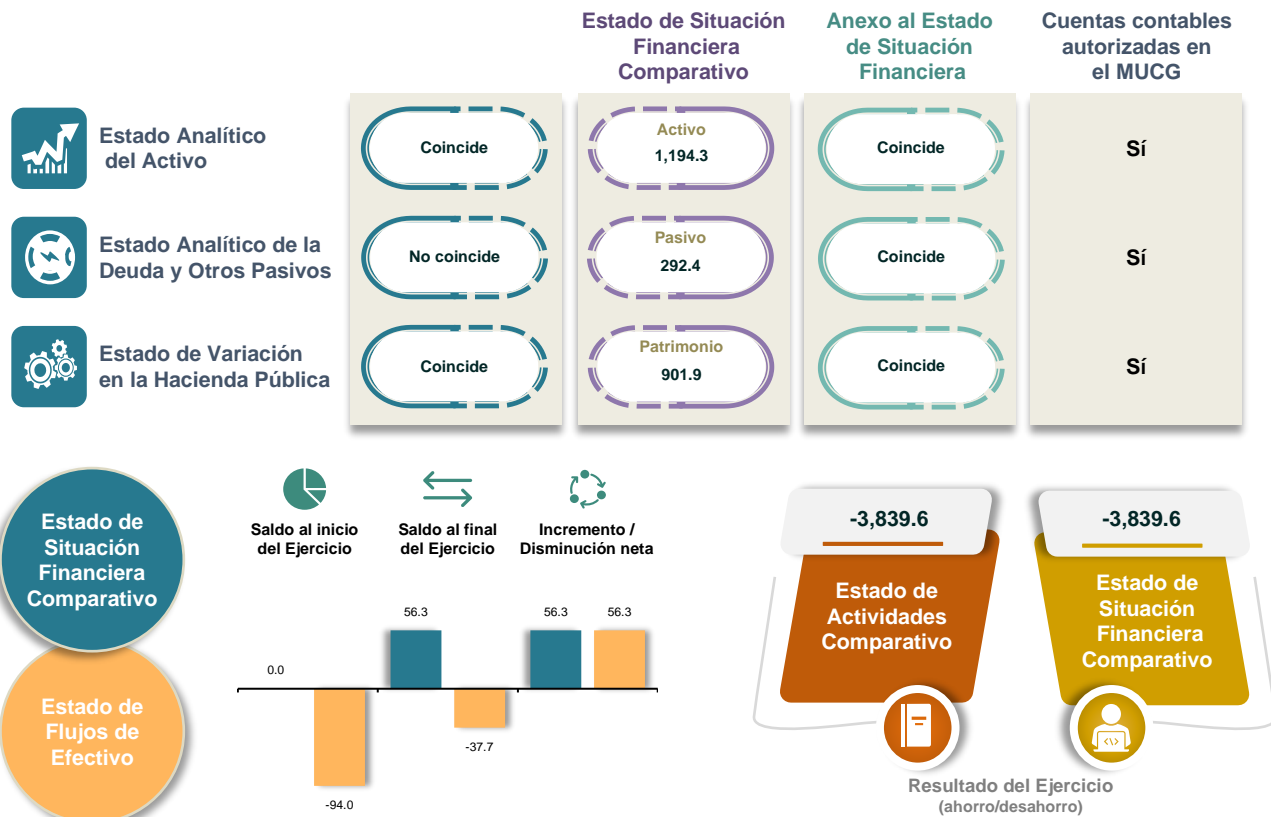 Estado de Situación
Financiera
Comparativo
Anexo al Estado
de Situación
Financiera
Cuentas contables
autorizadas en
el MUCG
Estado Analítico
del Activo
Coincide
Activo
1,194.3
Coincide
Sí
Estado Analítico de la
Deuda y Otros Pasivos
No coincide
Pasivo
292.4
Coincide
Sí
Estado de Variación
en la Hacienda Pública
Coincide
Patrimonio
901.9
Coincide
Sí
Estado de
Situación
Financiera
Comparativo
Estado de
Flujos de
Efectivo
Saldo al inicio
del Ejercicio
Saldo al final
del Ejercicio
Incremento /
Disminución neta
0.0
-94.0
56.3
-37.7
56.3
56.3
-3,839.6
Estado de
Actividades
Comparativo
-3,839.6
Estado de
Situación
Financiera
Comparativo
Resultado del Ejercicio
(ahorro/desahorro)